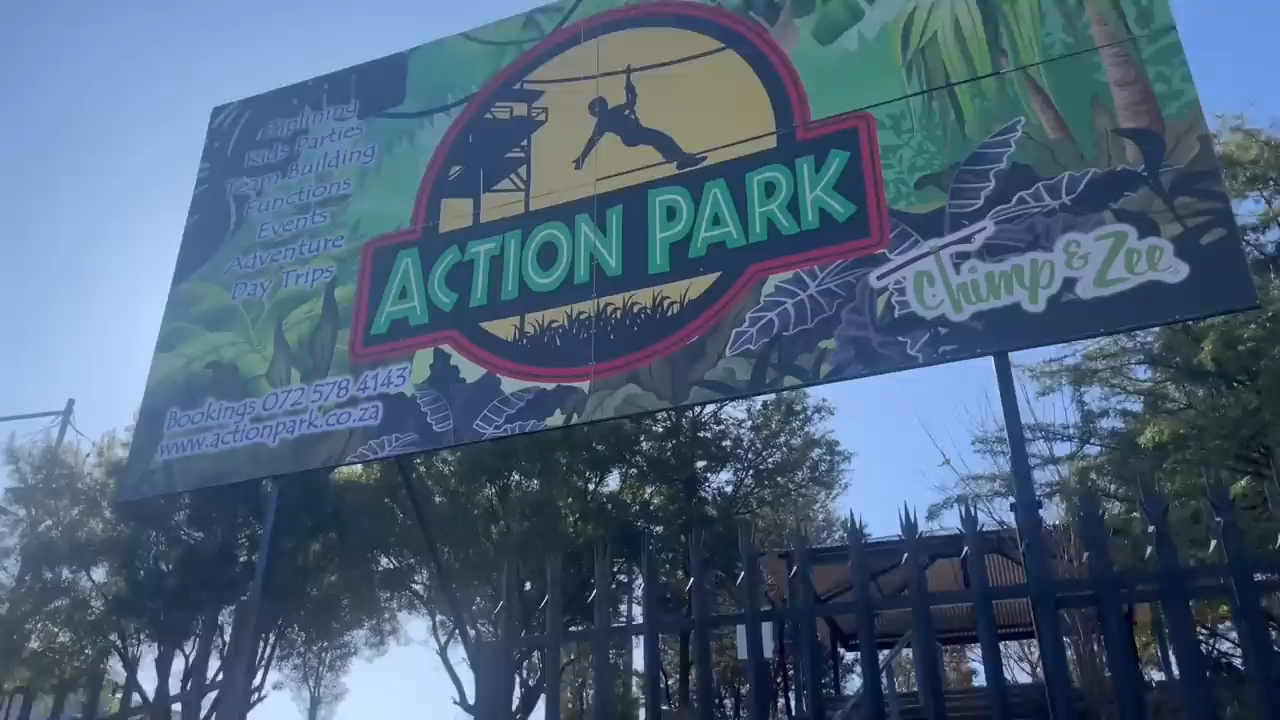 Ziplining
Kids Parties
Team Building
Functions
Events
Adventure
Day Trips
ACTION PARK
Chimp & Zee
Bookings 072 578 4143
www.actionpark.co.za